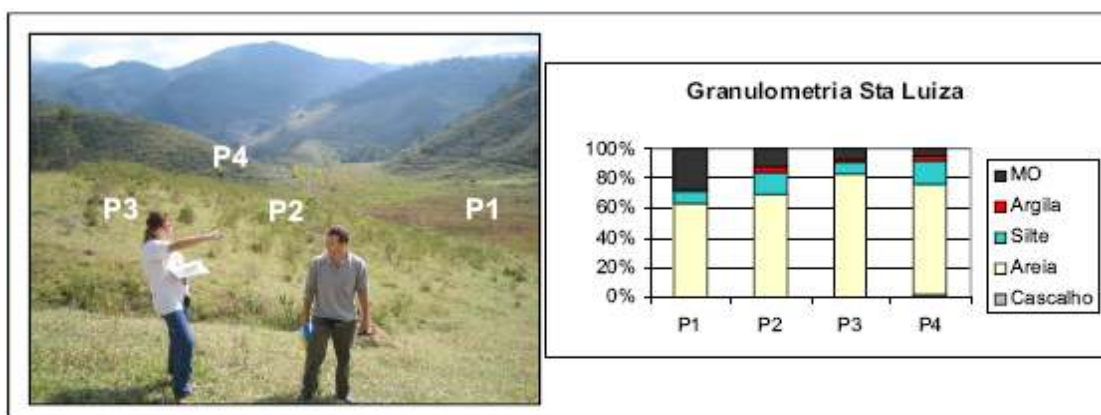 P4
P3
P2
P1
Granulometria Sta Luiza
100%
80%
60%
40%
20%
0%
P1
P2
P3
P4
MO
Argila
Silte
Areia
Cascalho